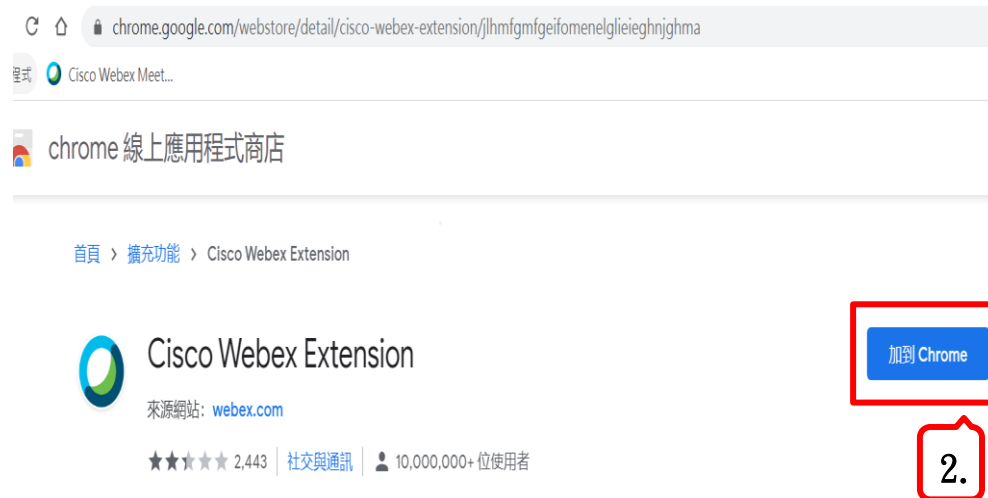 chrome.google.com/webstore/detail/cisco-webex-extension/jlhmfgmfgeifomenelglieieghnjghma
程式 Cisco Webex Meet...
chrome 線上應用程式商店
首頁 > 擴充功能 > Cisco Webex Extension
Cisco Webex Extension
加到 Chrome
來源網站: webex.com
2,443 社交與通訊 10,000,000+ 位使用者
2.